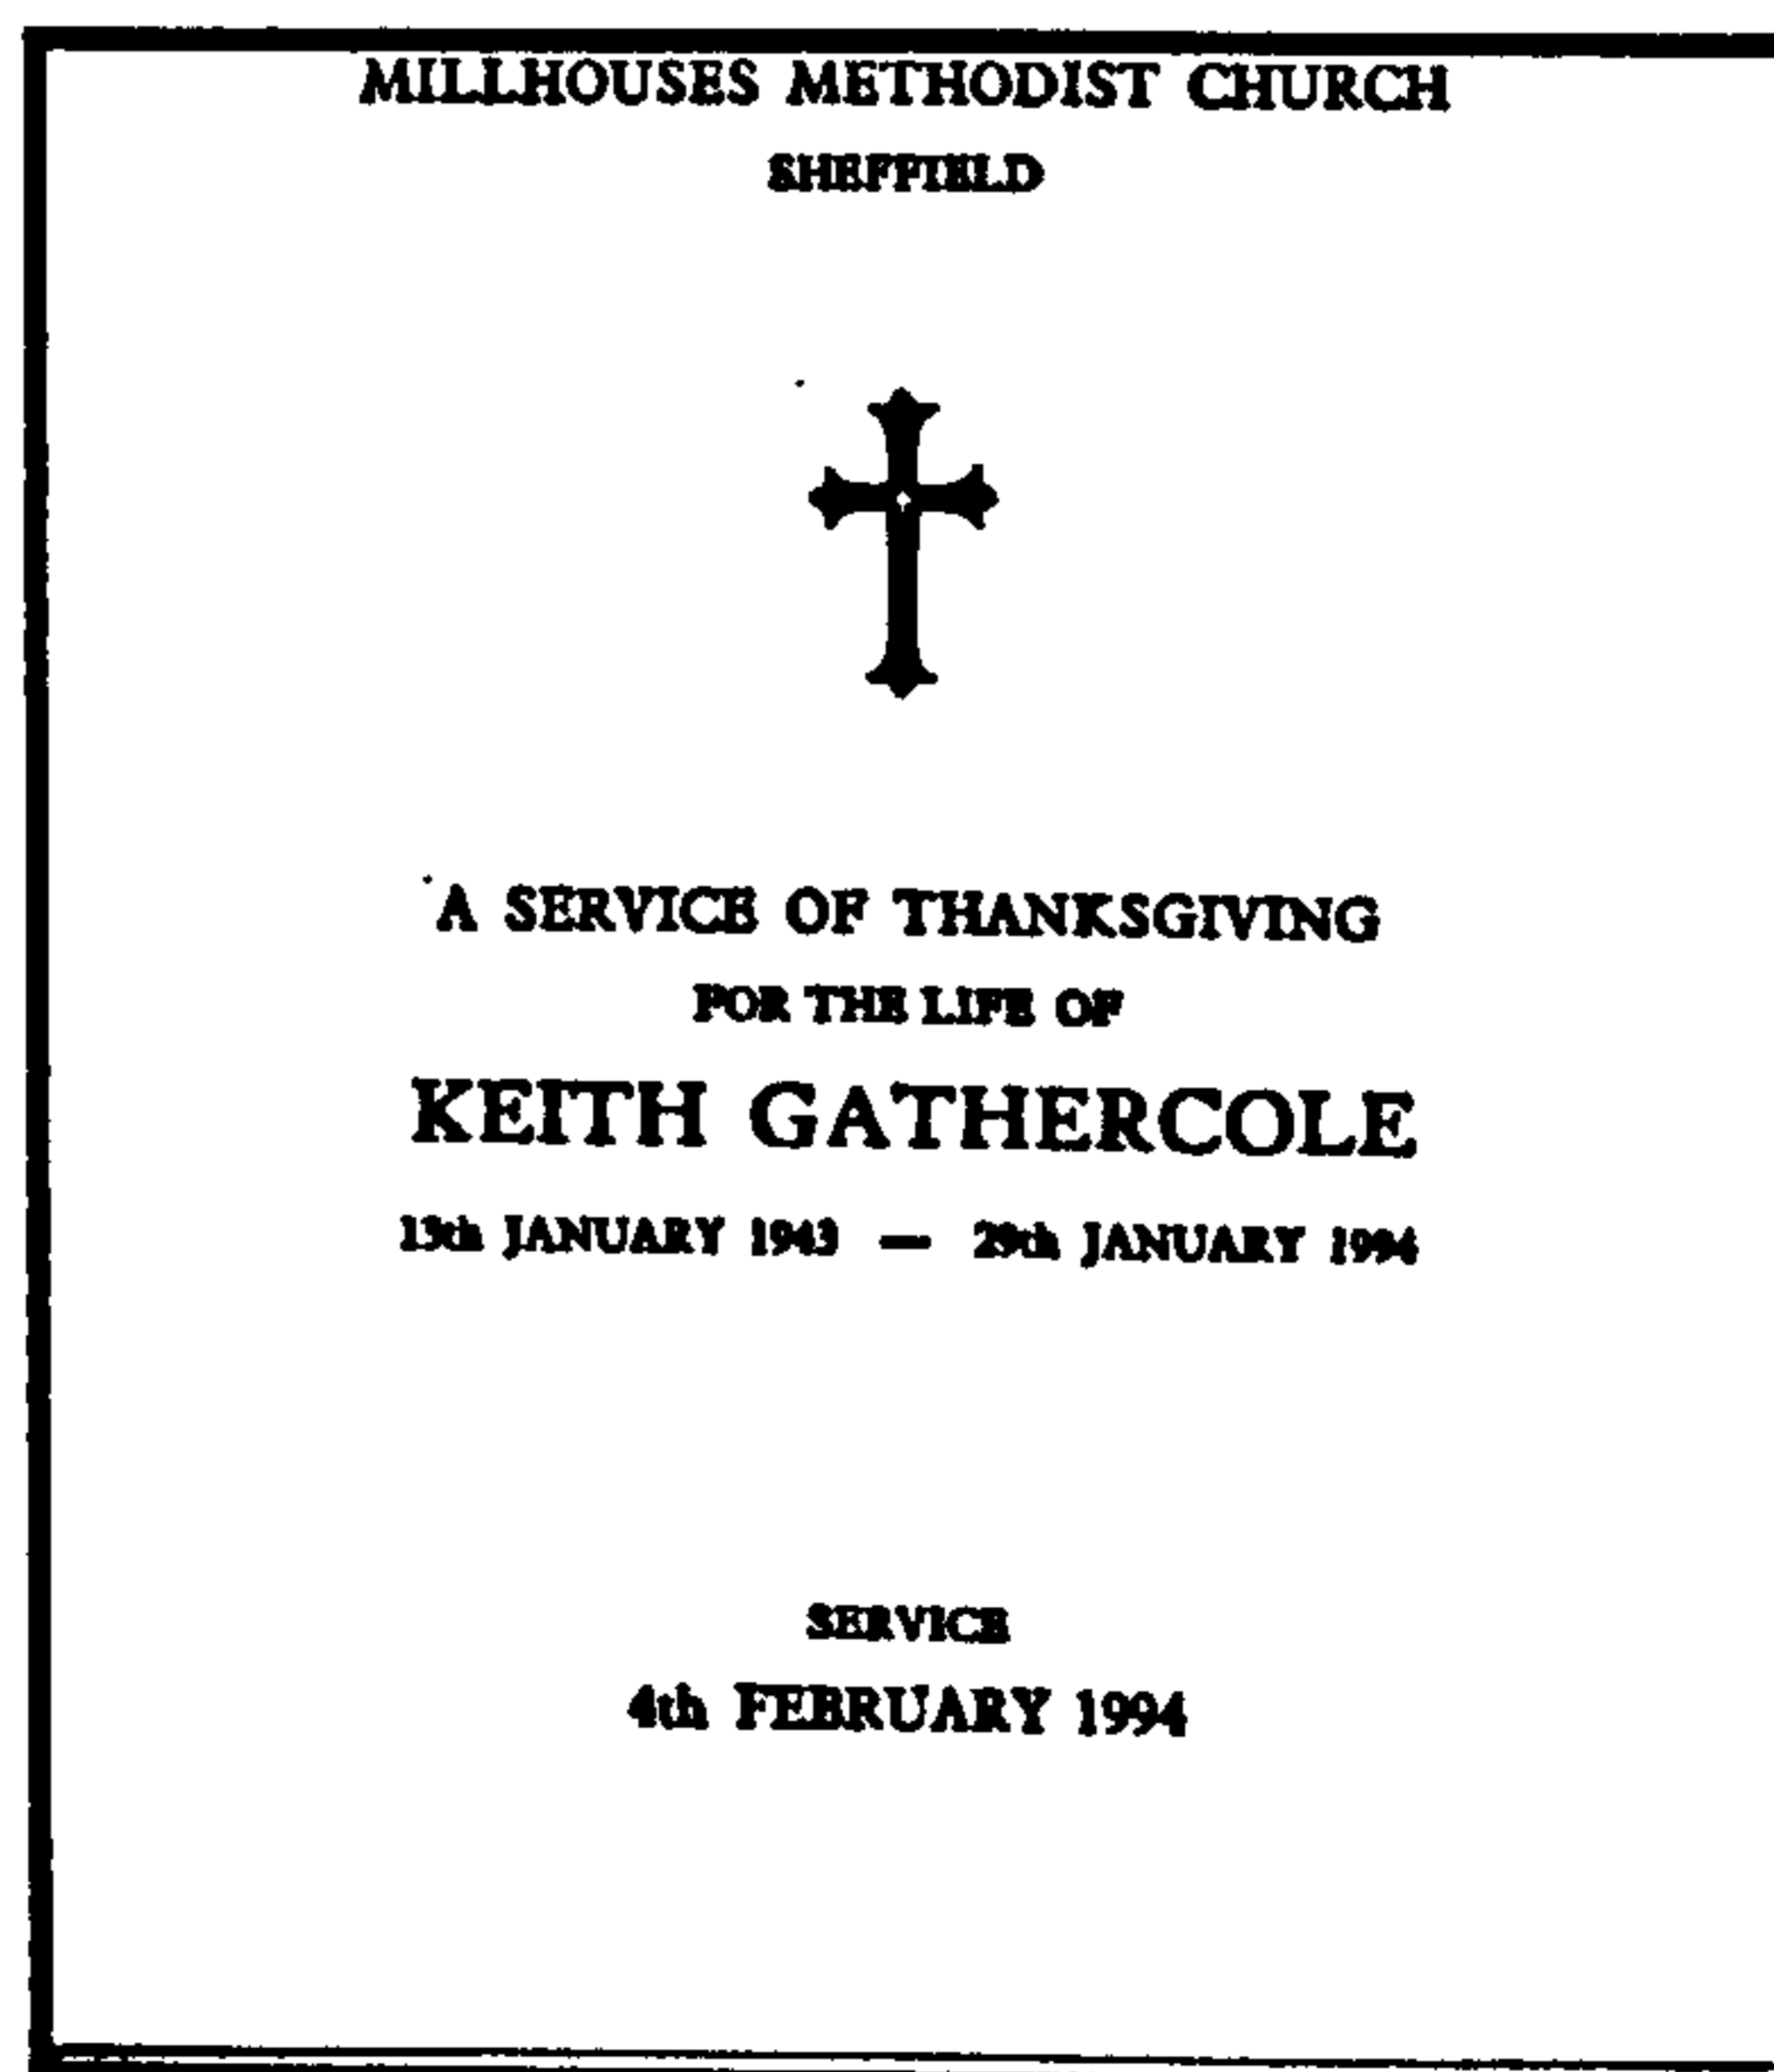 MILLHOUSES METHODIST CHURCH
SHEFFIELD
A SERVICE OF THANKSGIVING
FOR THE LIFE OF
KEITH GATHERCOLE
JANUARY 1943 — 29th JANUARY 1994
SERVICE
4th FEBRUARY 1994